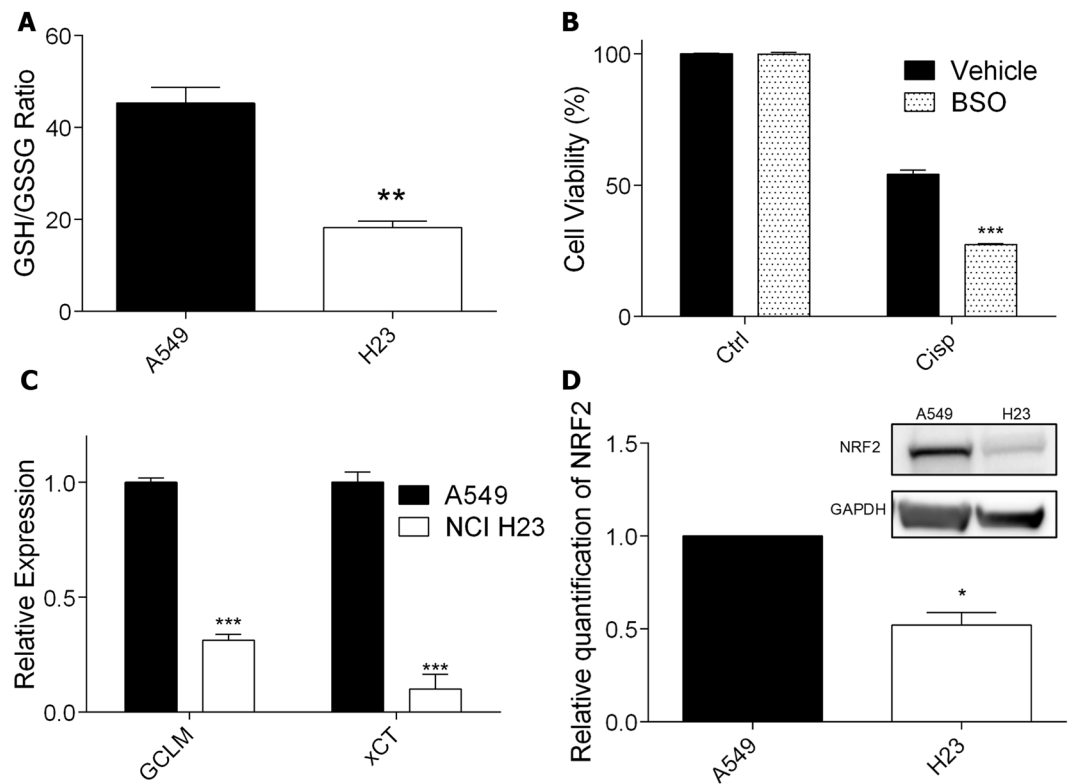 A
GSH/GSSG Ratio
60
40
20
0
**
A549
H23
B
Cell Viability (%)
100
50
0
Vehicle
BSO
***
Ctrl
Cisp
C
Relative Expression
1.0
0.5
0.0
A549
NCI H23
***
***
GCLM
xCT
D
Relative quantification of NRF2
1.5
1.0
0.5
0.0
A549 H23
NRF2
GAPDH
*
A549
H23